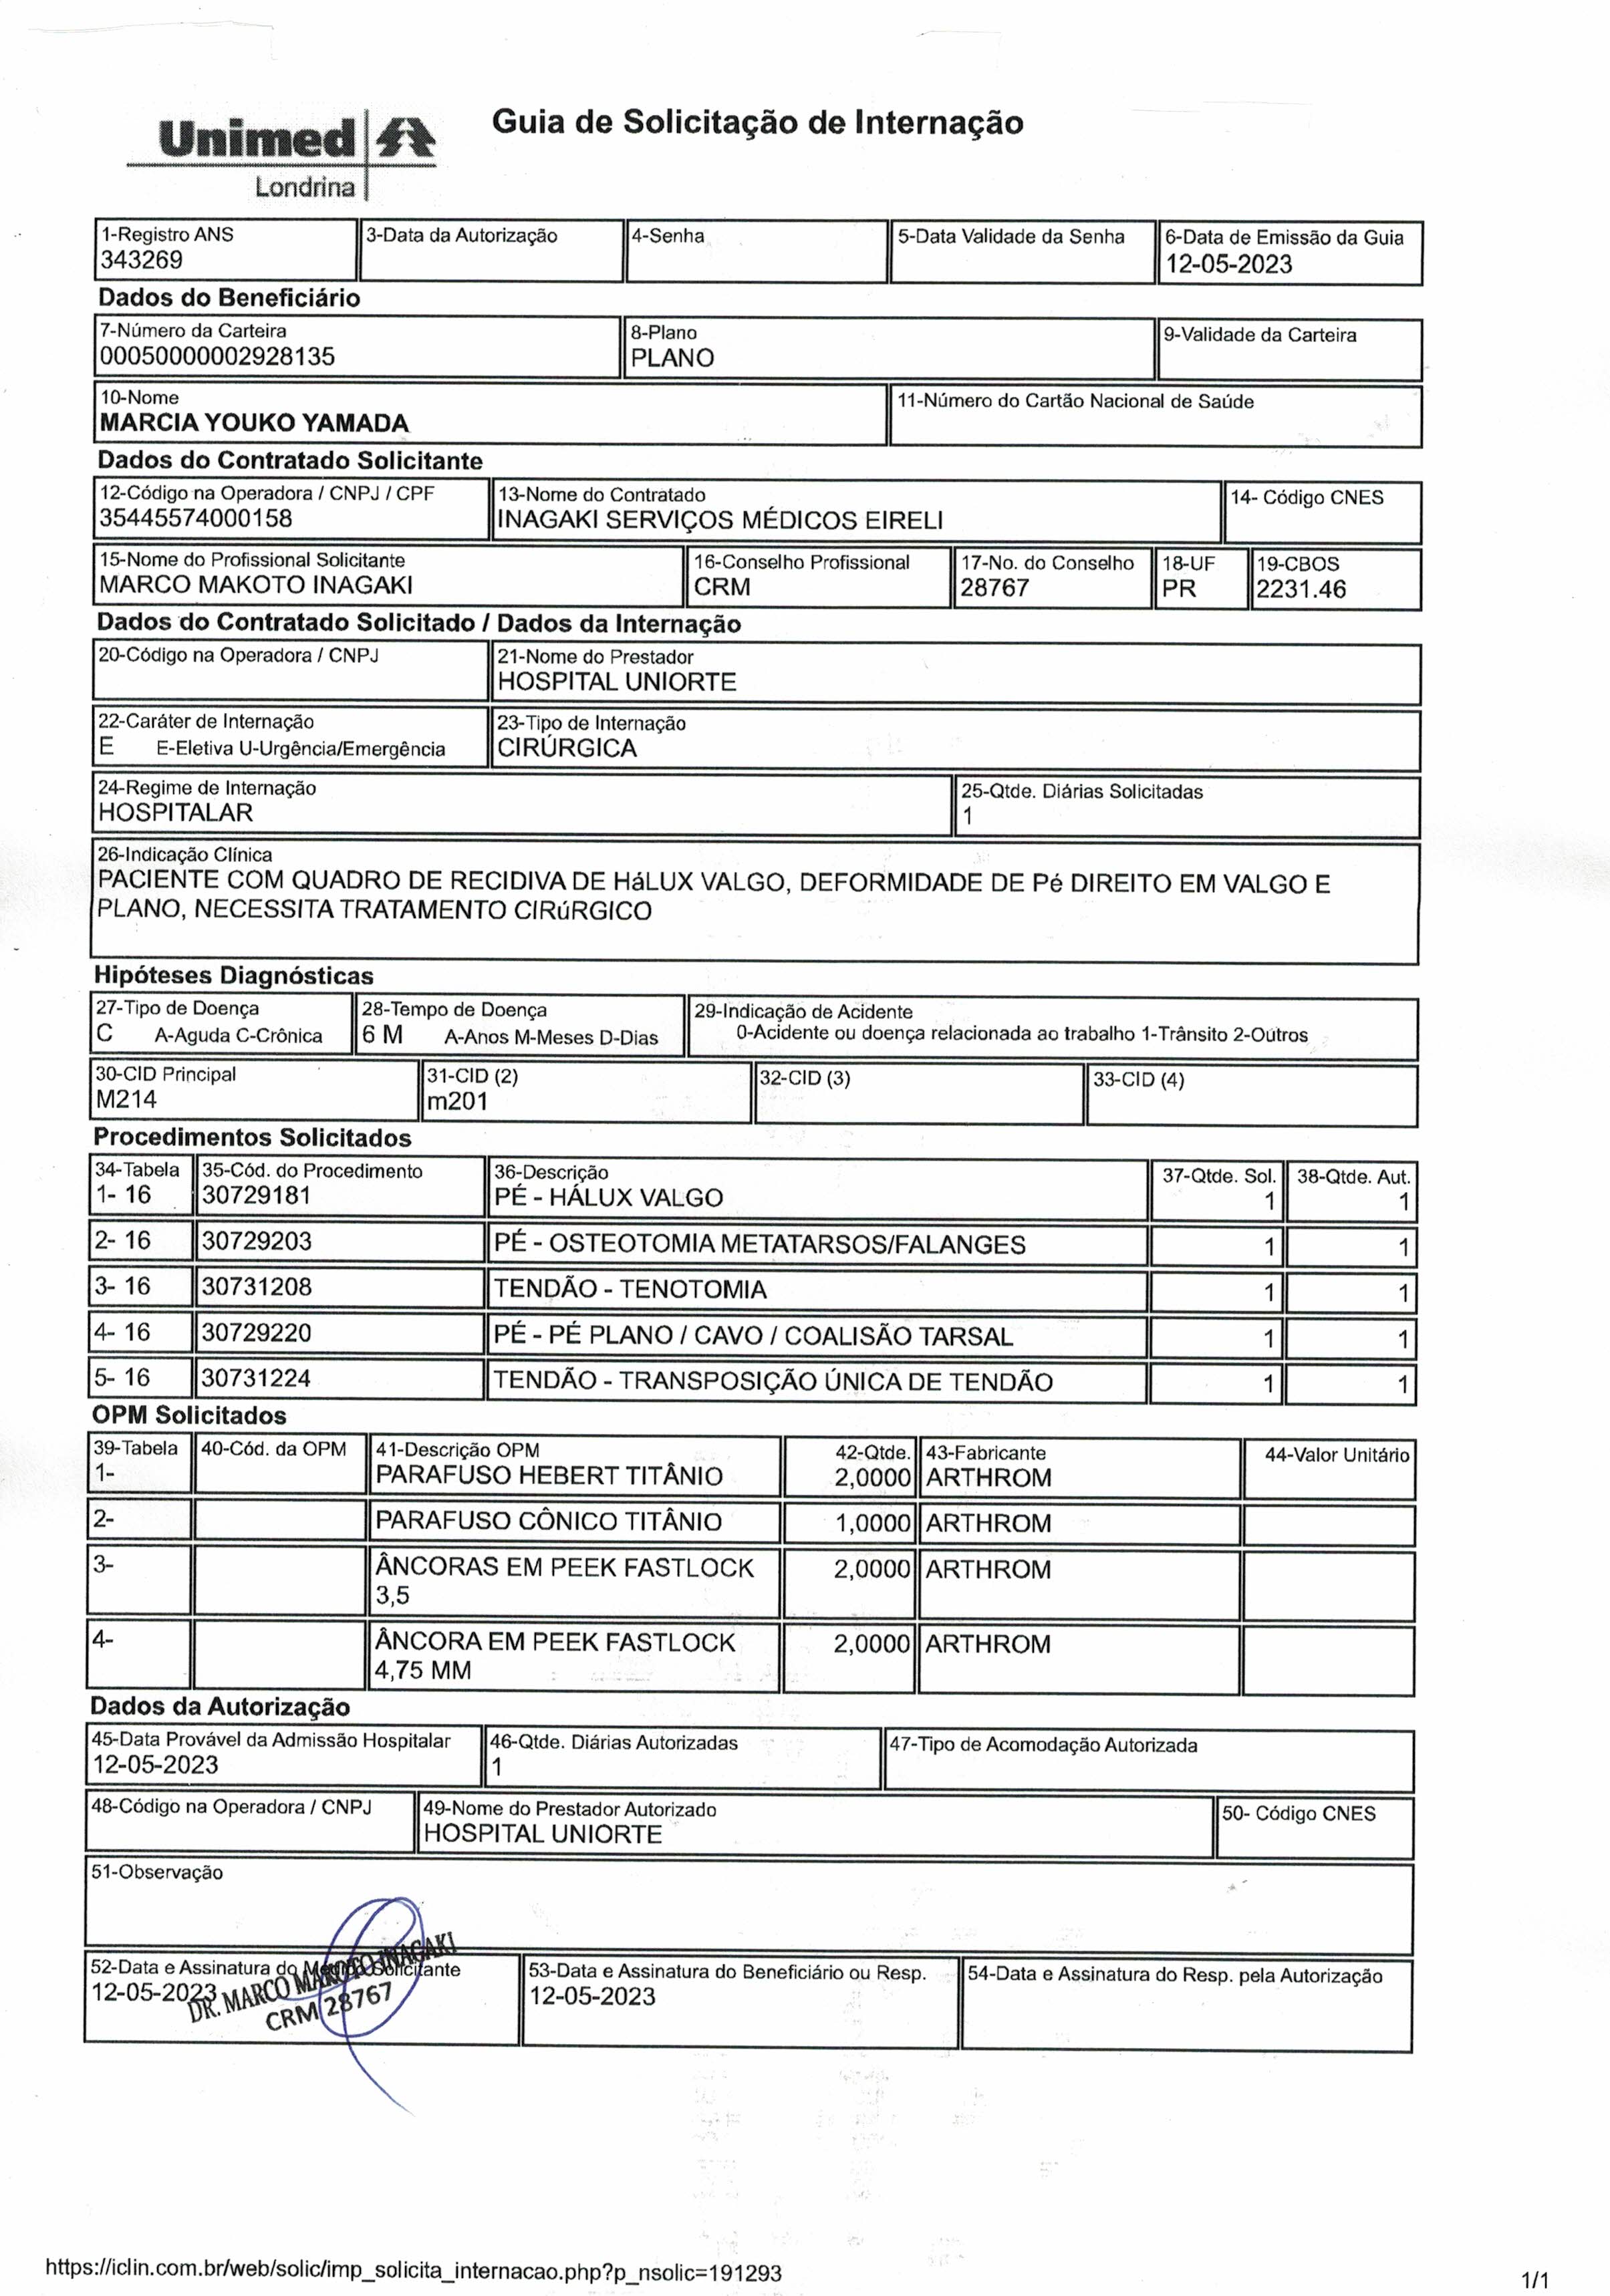 Unimed
Londrina
Guia de Solicitação de Internação
1-Registro ANS
343269
3-Data da Autorização
4-Senha
5-Data Validade da Senha
6-Data de Emissão da Guia
12-05-2023
Dados do Beneficiário
7-Número da Carteira
00050000002928135
8-Plano
PLANO
9-Validade da Carteira
10-Nome
MARCIA YOUKO YAMADA
11-Número do Cartão Nacional de Saúde
Dados do Contratado Solicitante
12-Código na Operadora / CNPJ / CPF
35445574000158
13-Nome do Contratado
INAGAKI SERVIÇOS MÉDICOS EIRELI
14- Código CNES
15-Nome do Profissional Solicitante
MARCO MAKOTO INAGAKI
16-Conselho Profissional
CRM
17-No. do Conselho
28767
18-UF
PR
19-CBOS
2231.46
Dados do Contratado Solicitado / Dados da Internação
20-Código na Operadora / CNPJ
21-Nome do Prestador
HOSPITAL UNIORTE
22-Caráter de Internação
E E-Eletiva U-Urgência/Emergência
23-Tipo de Internação
CIRÚRGICA
24-Regime de Internação
HOSPITALAR
25-Qtde. Diárias Solicitadas
1
26-Indicação Clínica
PACIENTE COM QUADRO DE RECIDIVA DE HáLUX VALGO, DEFORMIDADE DE Pé DIREITO EM VALGO E
PLANO, NECESSITA TRATAMENTO CIRúRGICO
Hipóteses Diagnósticas
27-Tipo de Doença
C A-Aguda C-Crônica
28-Tempo de Doença
6 M A-Anos M-Meses D-Dias
29-Indicação de Acidente
0-Acidente ou doença relacionada ao trabalho 1-Trânsito 2-Outros
30-CID Principal
M214
31-CID (2)
m201
32-CID (3)
33-CID (4)
Procedimentos Solicitados
34-Tabela 35-Cód. do Procedimento 36-Descrição 37-Qtde. Sol. 38-Qtde. Aut.
1- 16 30729181 PÉ - HÁLUX VALGO 1 1
2- 16 30729203 PÉ - OSTEOTOMIA METATARSOS/FALANGES 1 1
3- 16 30731208 TENDÃO - TENOTOMIA 1 1
4- 16 30729220 PÉ - PÉ PLANO / CAVO / COALISÃO TARSAL 1 1
5- 16 30731224 TENDÃO - TRANSPOSIÇÃO ÚNICA DE TENDÃO 1 1
OPM Solicitados
39-Tabela 40-Cód. da OPM 41-Descrição OPM 42-Qtde. 43-Fabricante 44-Valor Unitário
1- PARAFUSO HEBERT TITÂNIO 2,0000 ARTHROM
2- PARAFUSO CÔNICO TITÂNIO 1,0000 ARTHROM
3- ÂNCORAS EM PEEK FASTLOCK 2,0000 ARTHROM
3,5
4- ÂNCORA EM PEEK FASTLOCK 2,0000 ARTHROM
4,75 MM
Dados da Autorização
45-Data Provável da Admissão Hospitalar
12-05-2023
46-Qtde. Diárias Autorizadas
1
47-Tipo de Acomodação Autorizada
48-Código na Operadora / CNPJ
49-Nome do Prestador Autorizado
HOSPITAL UNIORTE
50- Código CNES
51-Observação
52-Data e Assinatura do Médico Solicitante
12-05-2023
DR. MARCO MAKOTO INAGAKI
CRM 28767
53-Data e Assinatura do Beneficiário ou Resp.
12-05-2023
54-Data e Assinatura do Resp. pela Autorização
https://iclin.com.br/web/solic/imp_solicita_internacao.php?p_nsolic=191293
1/1